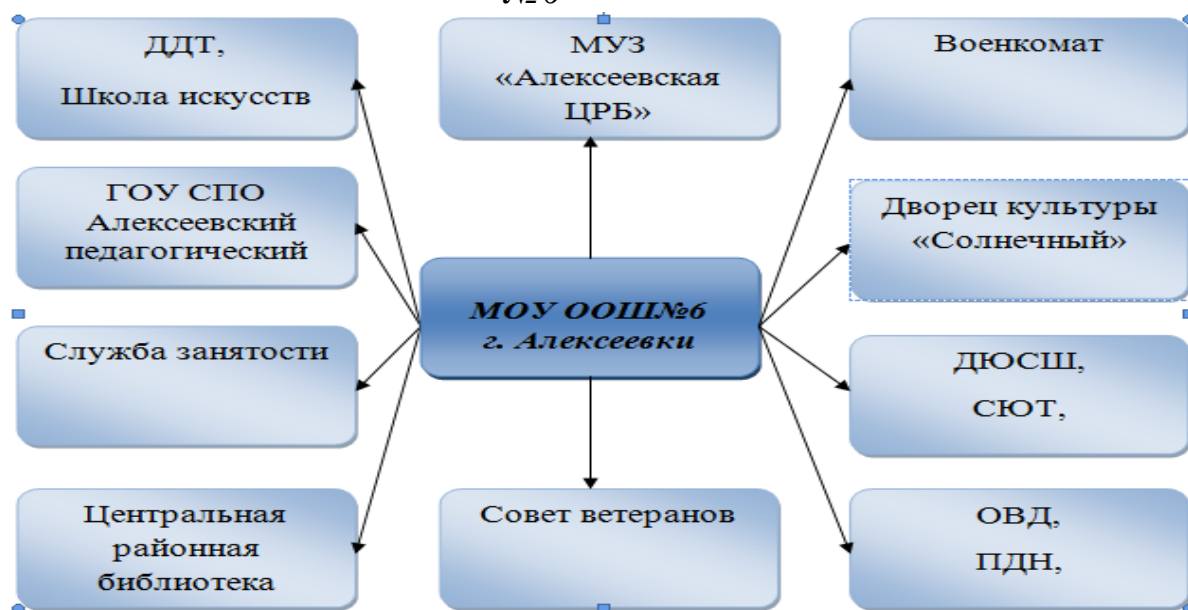 ДДТ,
Школа искусств
МУЗ
«Алексеевская
ЦРБ»
Военкомат
ГОУ СПО
Алексеевский
педагогический
Дворец культуры
«Солнечный»
МОУ ООШ№6
г. Алексеевки
Служба занятости
ДЮСШ,
СЮТ,
Центральная
районная
библиотека
Совет ветеранов
ОВД,
ПДН,